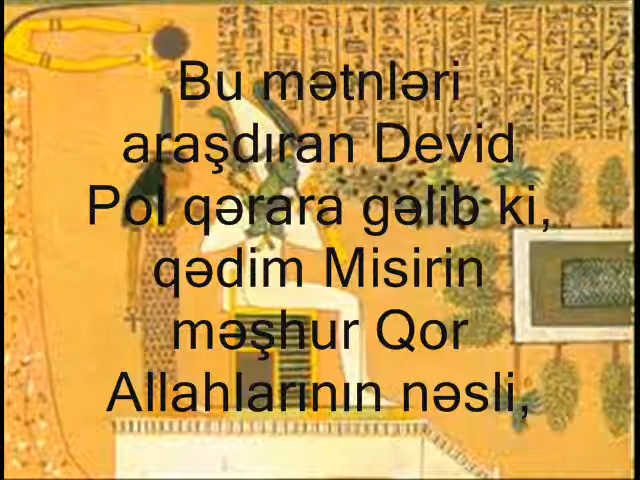 Bu mətnləri
araşdıran Devid
Pol qərara gəlib ki,
qədim Misirin
məşhur Qor
Allahlarının nəsli,